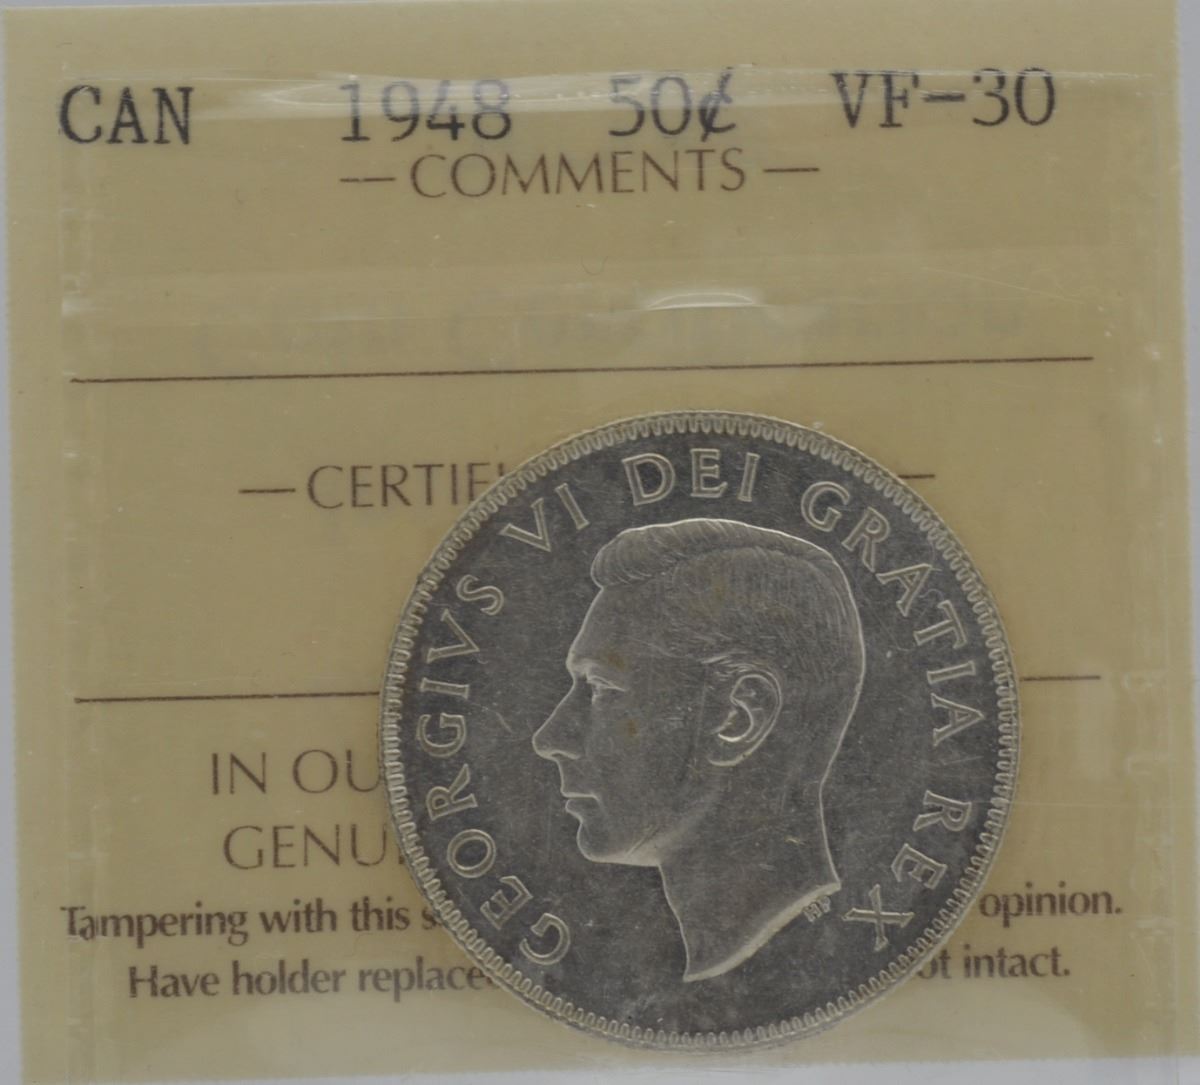 CAN 1948 50¢ VF-30
— COMMENTS —
— CERTIF
GEORGIVS VI DEI GRATIA REX
HP
IN OU
GENU
Tampering with this s opinion.
Have holder replace ot intact.